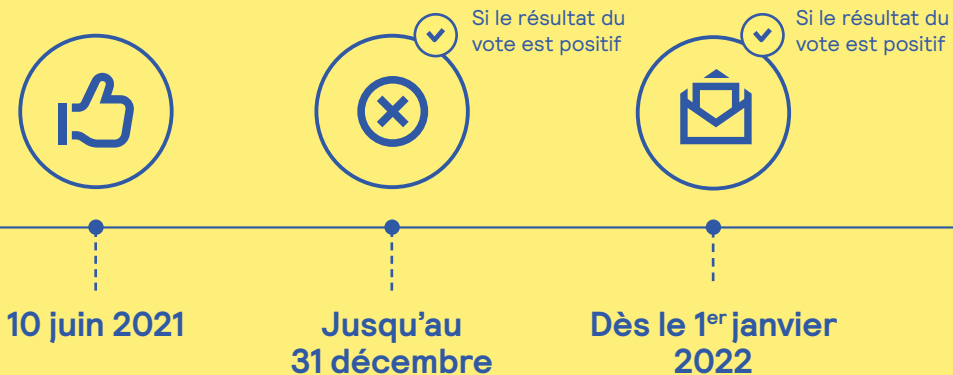 Si le résultat du
vote est positif
Si le résultat du
vote est positif
10 juin 2021
Jusqu’au
31 décembre
Dès le 1er janvier
2022